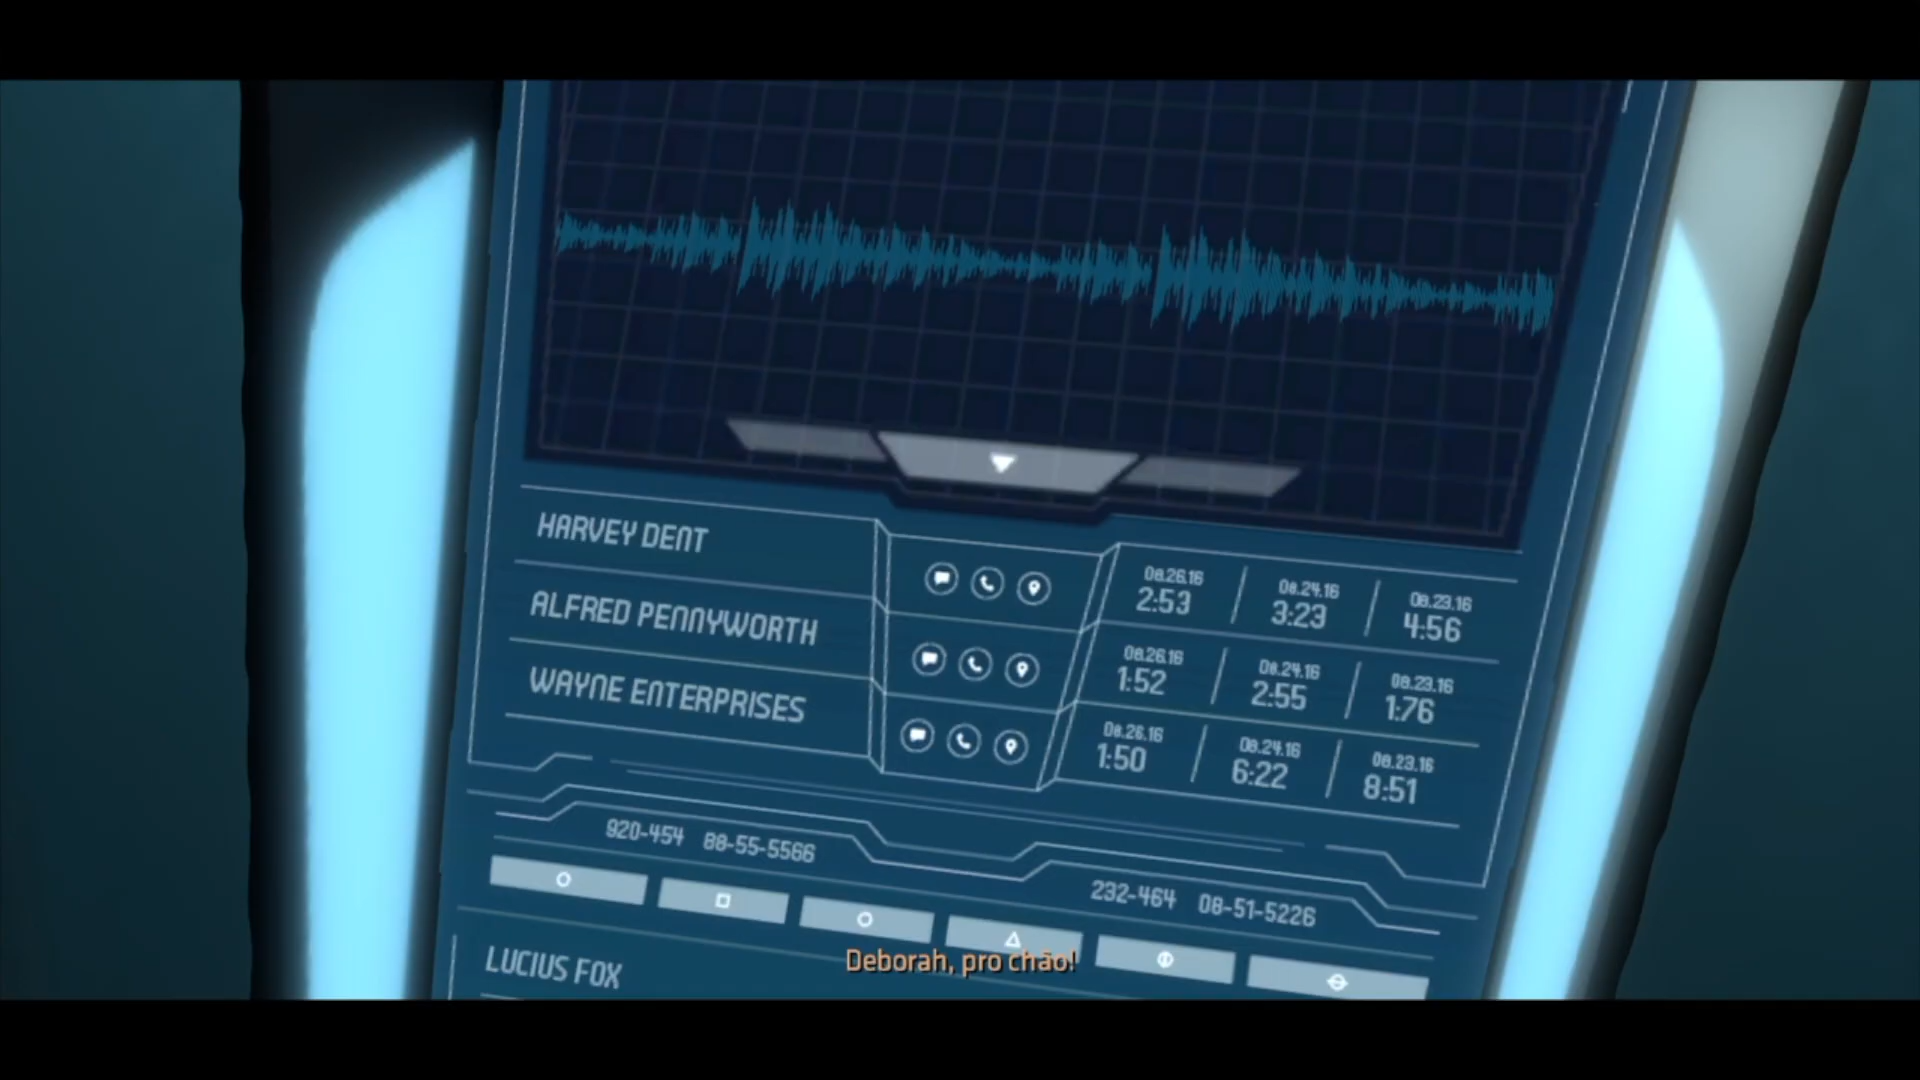 HARVEY DENT
08.26.16 08.24.16 08.23.16
2:53 3:23 4:56
ALFRED PENNYWORTH
08.26.16 08.24.16 08.23.16
1:52 2:55 1:76
WAYNE ENTERPRISES
08.26.16 08.24.16 08.23.16
1:50 6:22 8:51
920-454 88-55-5566
232-464 08-51-5226
LUCIUS FOX
Deborah, pro chão!